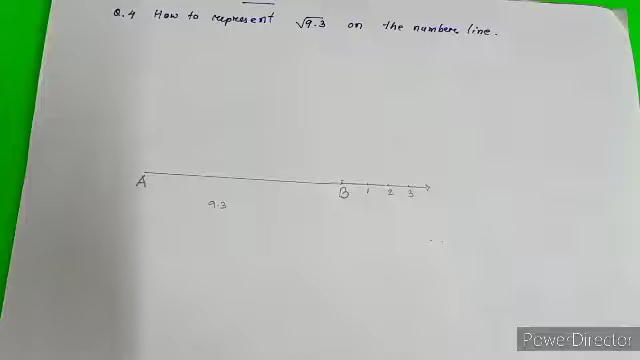 Q.4 How to represent √9.3 on the number line.
A B 1 2 3
9.3
PowerDirector